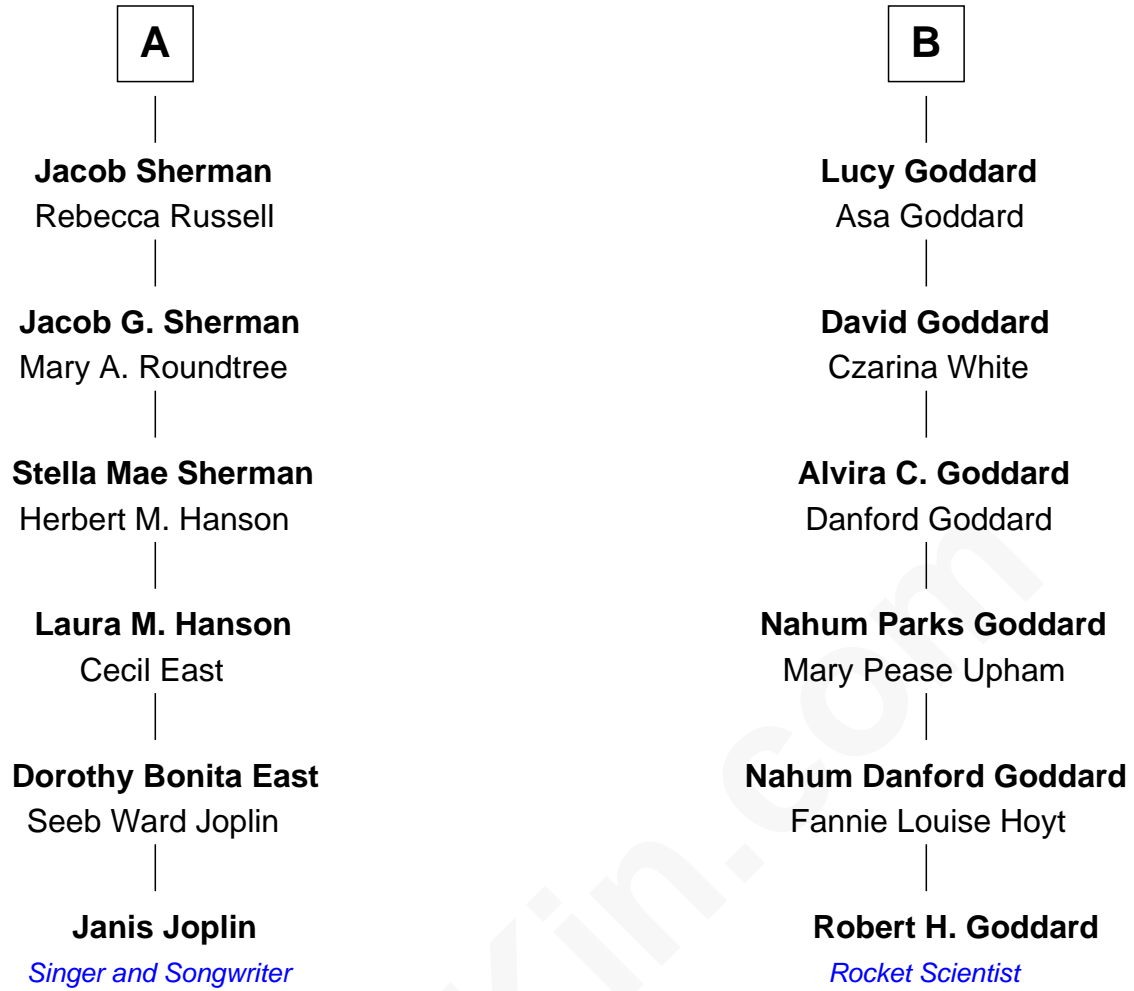 A
B
Jacob Sherman
Rebecca Russell
Lucy Goddard
Asa Goddard
Jacob G. Sherman
Mary A. Roundtree
David Goddard
Czarina White
Stella Mae Sherman
Herbert M. Hanson
Alvira C. Goddard
Danford Goddard
Laura M. Hanson
Cecil East
Nahum Parks Goddard
Mary Pease Upham
Dorothy Bonita East
Seeb Ward Joplin
Nahum Danford Goddard
Fannie Louise Hoyt
Janis Joplin
Singer and Songwriter
Robert H. Goddard
Rocket Scientist
Kin.com